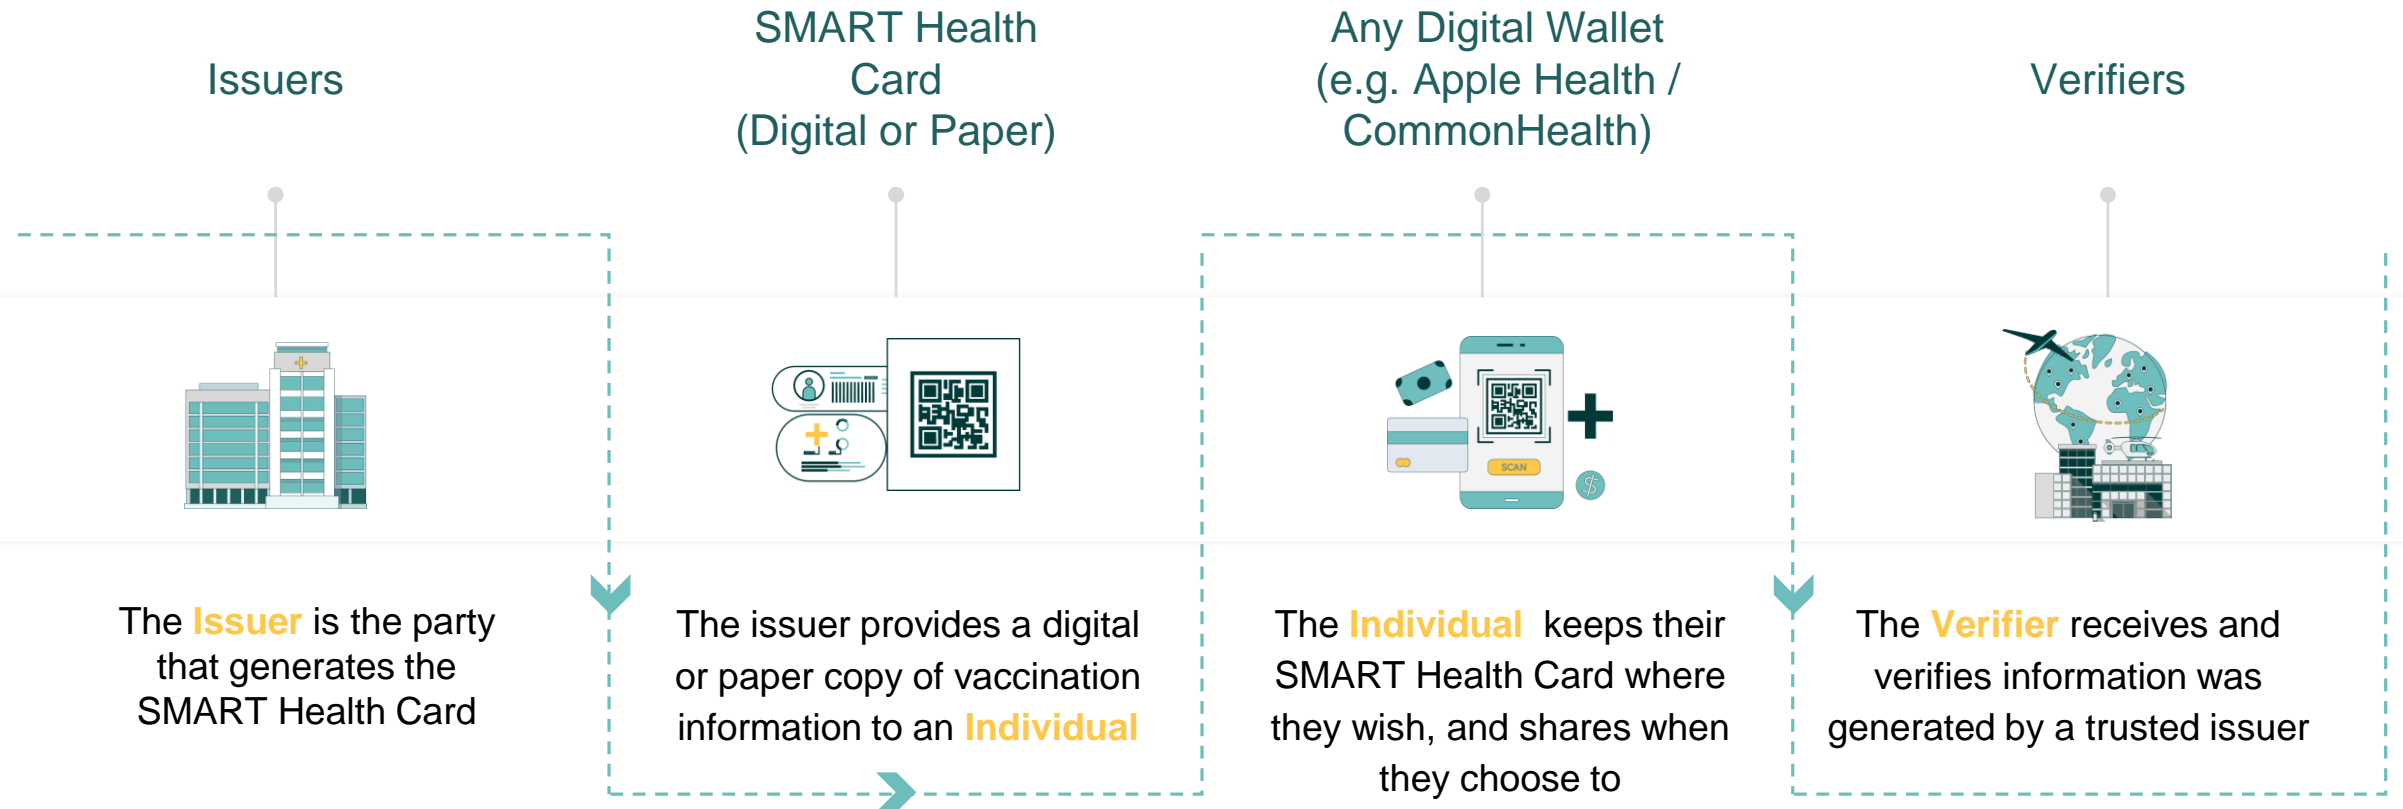 Issuers
SMART Health
Card
(Digital or Paper)
Any Digital Wallet
(e.g. Apple Health /
CommonHealth)
Verifiers
SCAN
$
The Issuer is the party
that generates the
SMART Health Card
The issuer provides a digital
or paper copy of vaccination
information to an Individual
The Individual keeps their
SMART Health Card where
they wish, and shares when
they choose to
The Verifier receives and
verifies information was
generated by a trusted issuer